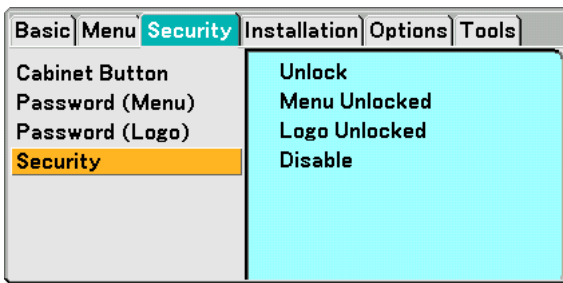 Basic Menu Security Installation Options Tools
Cabinet Button Unlock
Password (Menu) Menu Unlocked
Password (Logo) Logo Unlocked
Security Disable